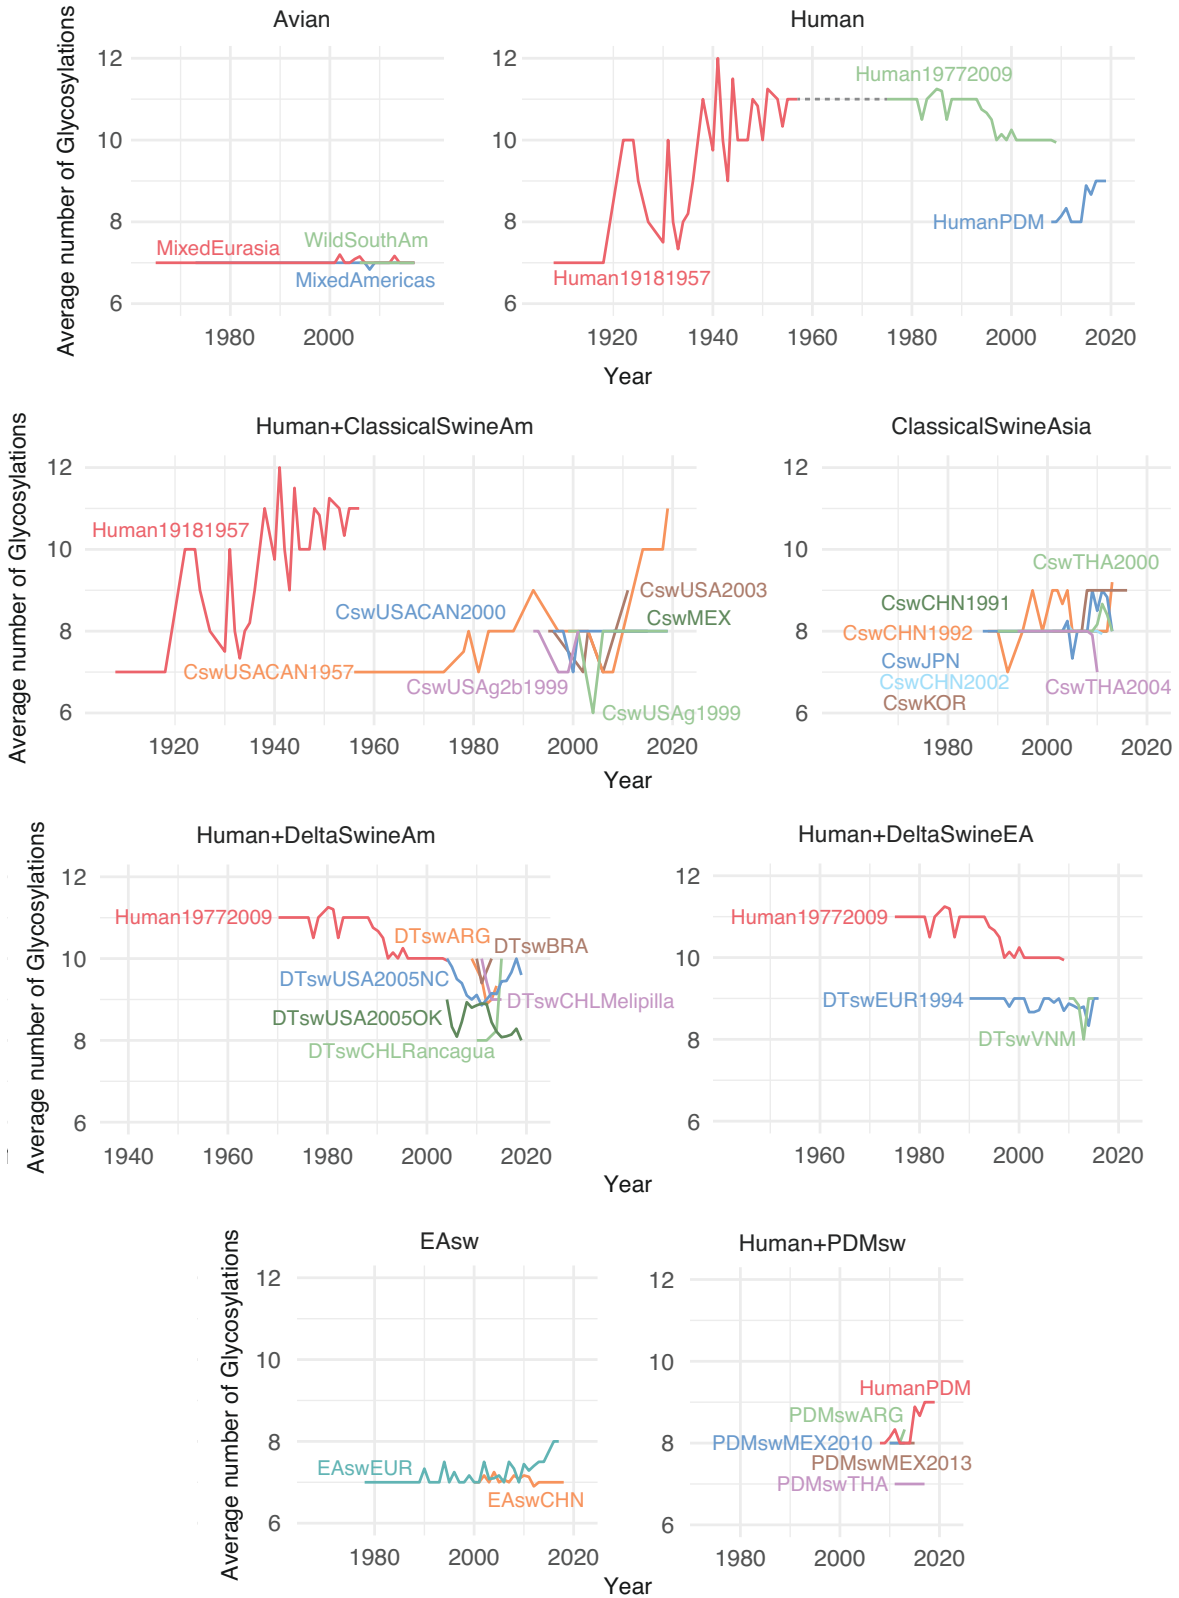 Avian
Human
Average number of Glycosylations
12
10
8
6
MixedEurasia
WildSouthAm
MixedAmericas
1980
2000
12
10
8
6
Human19772009
HumanPDM
Human19181957
1920
1940
1960
1980
2000
2020
Year
Human+ClassicalSwineAm
ClassicalSwineAsia
Average number of Glycosylations
12
10
8
6
Human19181957
CswUSACAN2000
CswUSA2003
CswMEX
CswUSACAN1957
CswUSAg2b1999
CswUSAg1999
1920
1940
1960
1980
2000
2020
12
10
8
6
CswTHA2000
CswCHN1991
CswCHN1992
CswJPN
CswCHN2002
CswTHA2004
CswKOR
1980
2000
2020
Year
Human+DeltaSwineAm
Human+DeltaSwineEA
Average number of Glycosylations
12
10
8
6
Human19772009
DTswARG
DTswBRA
DTswUSA2005NC
DTswCHLMelipilla
DTswUSA2005OK
DTswCHLRancagua
1940
1960
1980
2000
2020
12
10
8
6
Human19772009
DTswEUR1994
DTswVNM
1960
1980
2000
2020
Year
EAsw
Human+PDMsw
Average number of Glycosylations
12
10
8
6
EAswEUR
EAswCHN
1980
2000
2020
12
10
8
6
HumanPDM
PDMswARG
PDMswMEX2010
PDMswMEX2013
PDMswTHA
1980
2000
2020
Year